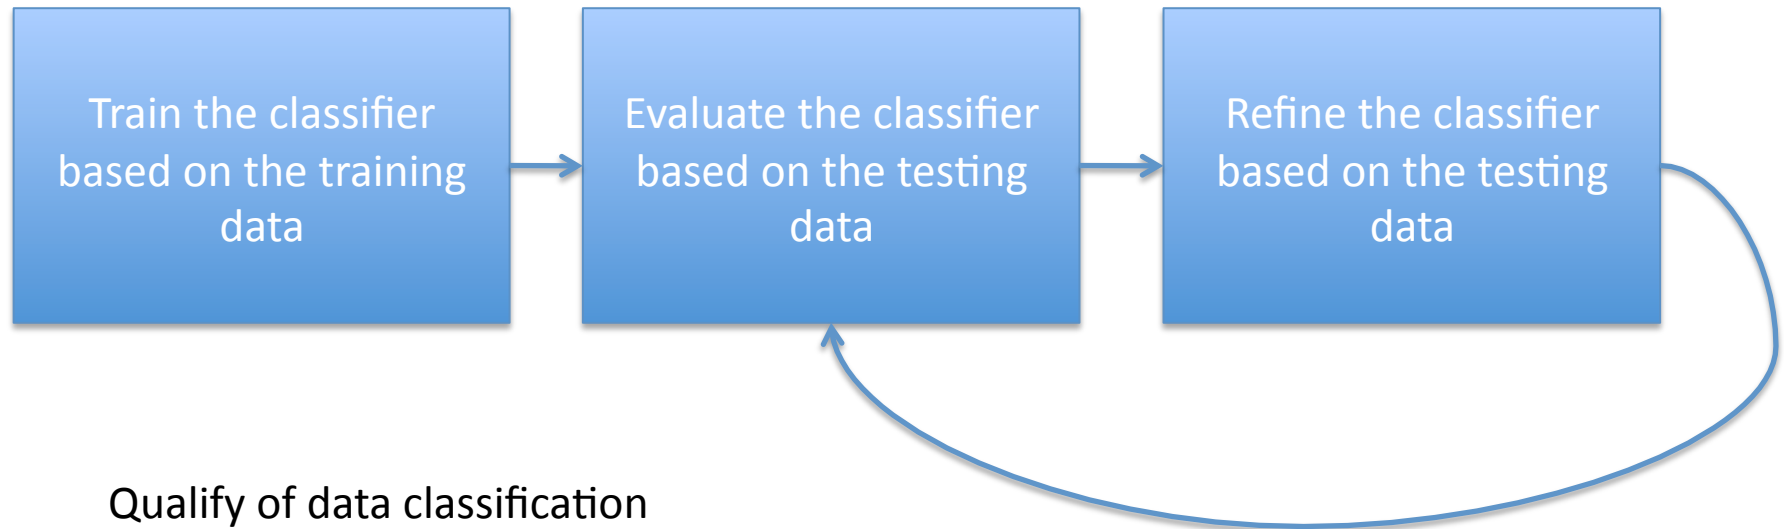 Train the classifier
based on the training
data
Evaluate the classifier
based on the testing
data
Refine the classifier
based on the testing
data
Qualify of data classification